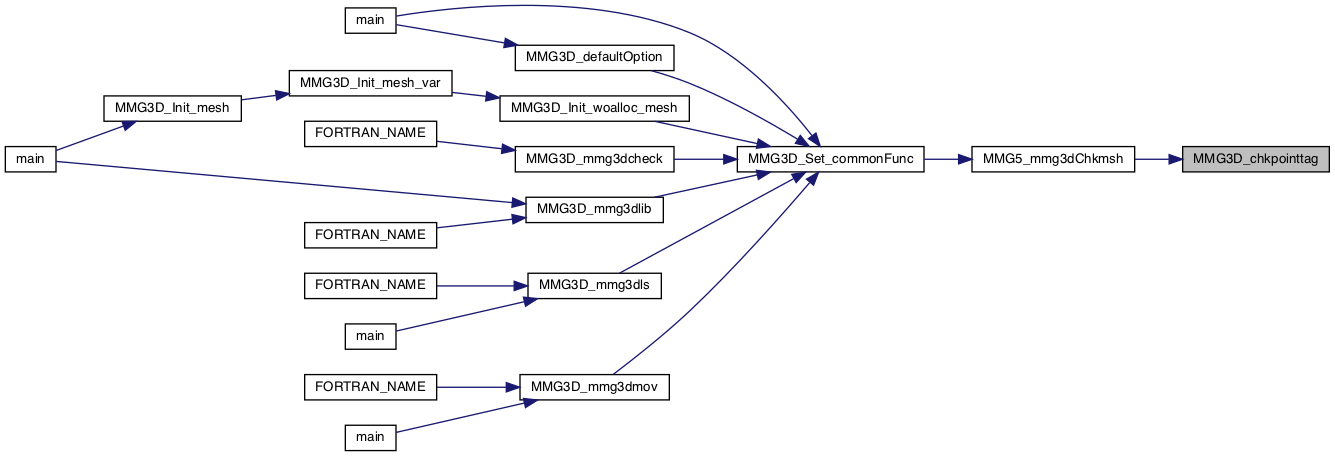 main
MMG3D_defaultOption
MMG3D_Init_mesh_var
MMG3D_Init_mesh
MMG3D_Init_woalloc_mesh
FORTRAN_NAME
main
MMG3D_mmg3dcheck
MMG3D_Set_commonFunc
MMG5_mmg3dChkmsh
MMG3D_chkpointtag
MMG3D_mmg3dlib
FORTRAN_NAME
FORTRAN_NAME
MMG3D_mmg3dls
main
FORTRAN_NAME
MMG3D_mmg3dmov
main